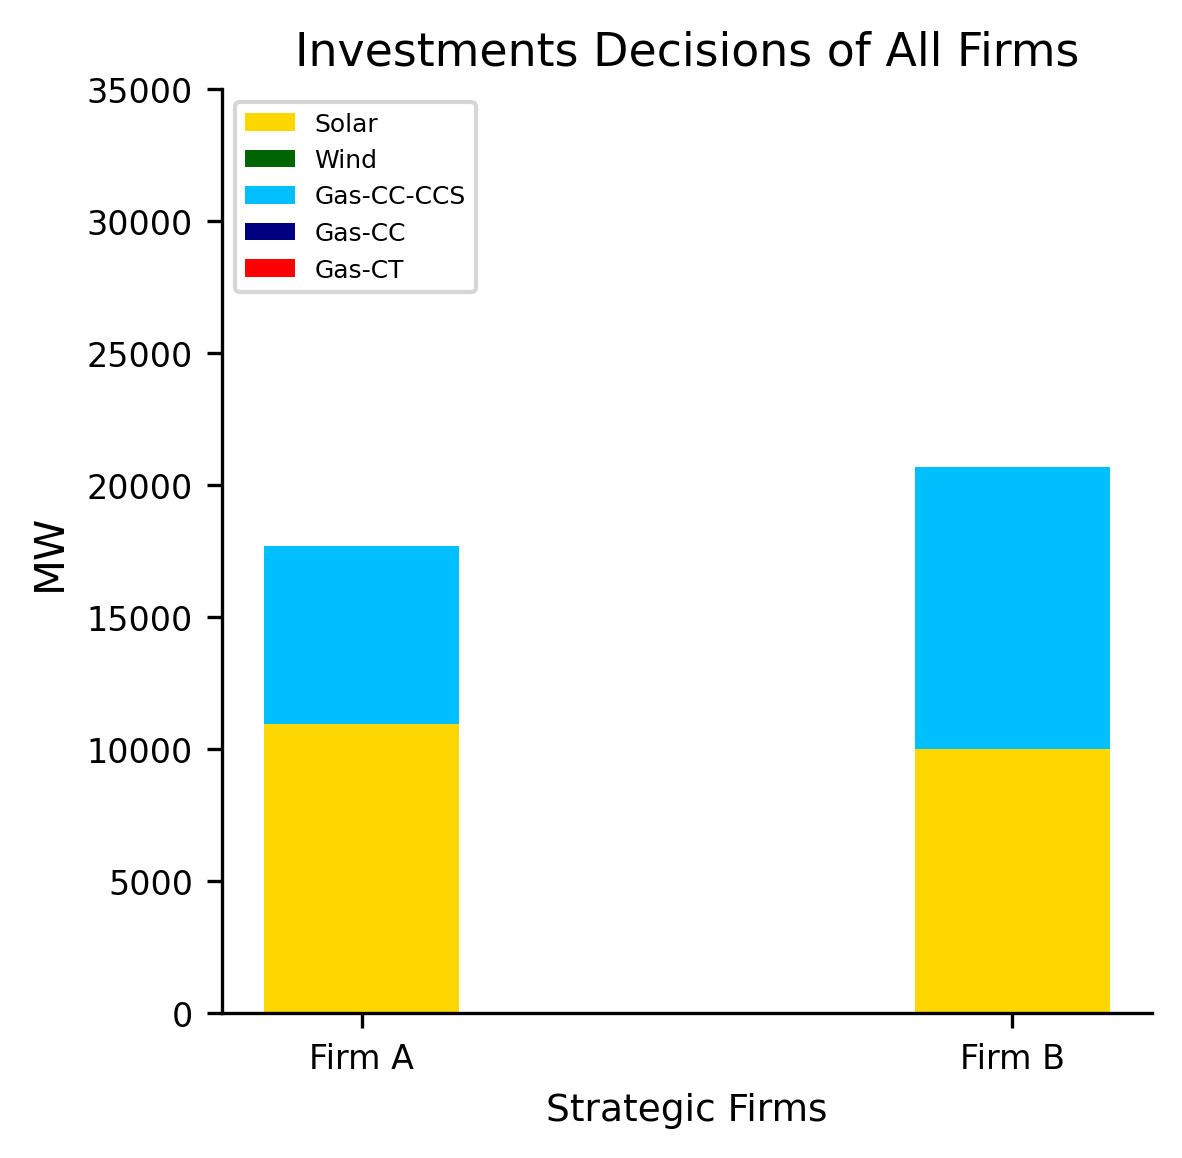 Investments Decisions of All Firms
35000
30000
25000
20000
15000
10000
5000
0
MW
Solar
Wind
Gas-CC-CCS
Gas-CC
Gas-CT
Firm A
Firm B
Strategic Firms